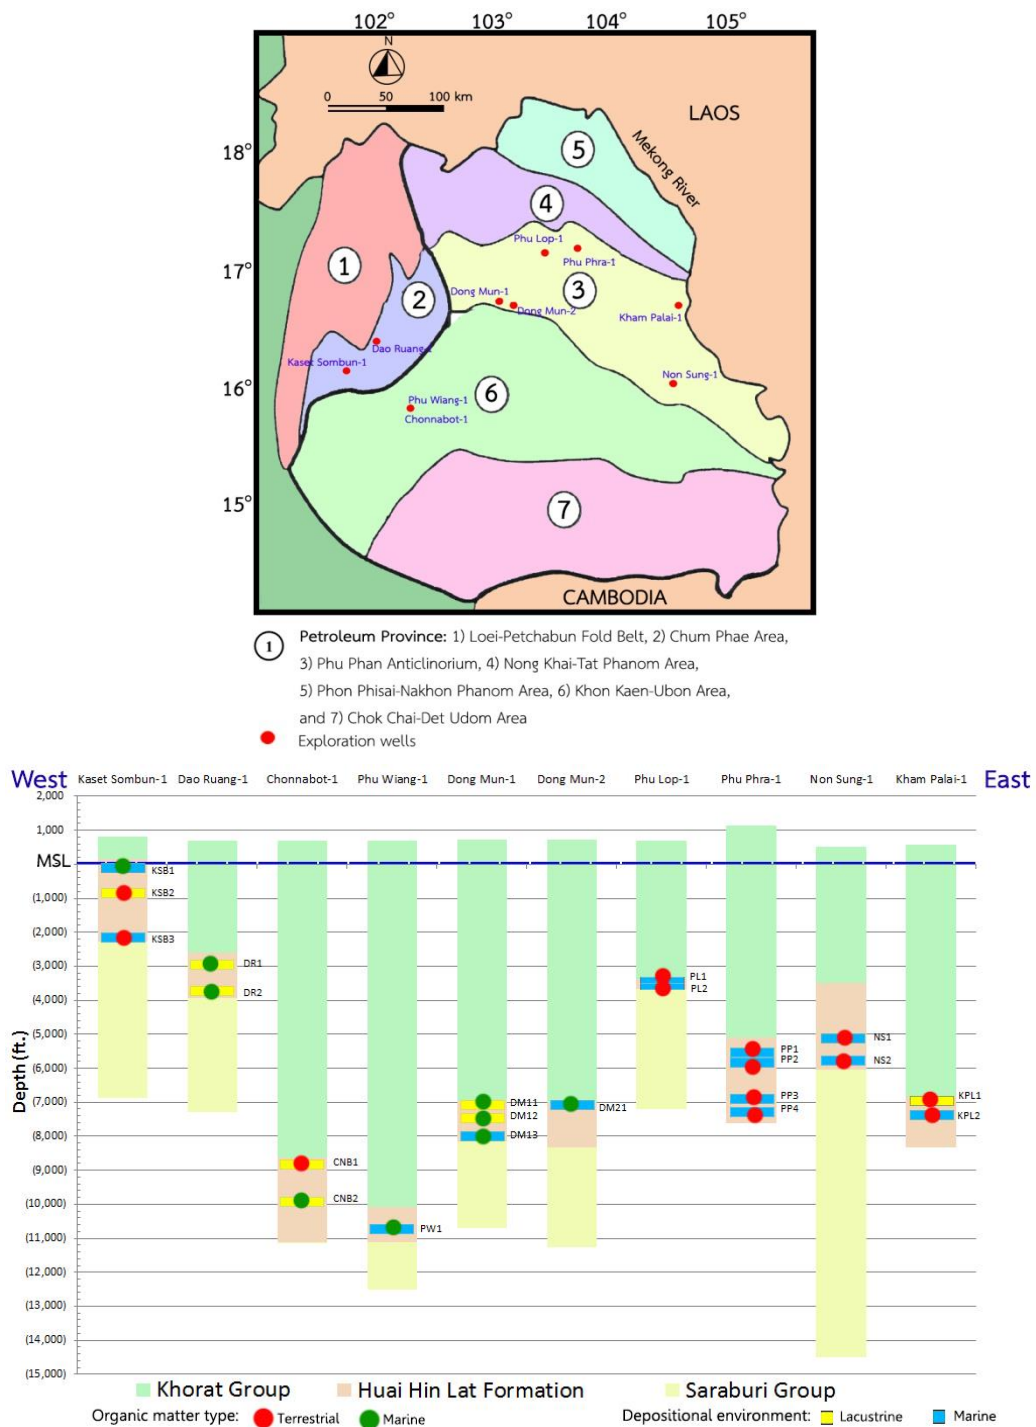 102° 103° 104° 105°
N
0 50 100 km
LAOS
Mekong River
18°
5
4
Phu Lop-1
Phu Phra-1
17°
1
2
3
Dong Mun-1
Dong Mun-2
Kham Palai-1
Dao Ruang-1
Kaset Sombun-1
Non Sung-1
16°
6
Phu Wiang-1
Chonnabot-1
15°
7
CAMBODIA
1 Petroleum Province: 1) Loei-Petchabun Fold Belt, 2) Chum Phae Area,
3) Phu Phan Anticlinorium, 4) Nong Khai-Tat Phanom Area,
5) Phon Phisai-Nakhon Phanom Area, 6) Khon Kaen-Ubon Area,
and 7) Chok Chai-Det Udom Area
Exploration wells
West East
Kaset Sombun-1 Dao Ruang-1 Chonnabot-1 Phu Wiang-1 Dong Mun-1 Dong Mun-2 Phu Lop-1 Phu Phra-1 Non Sung-1 Kham Palai-1
2,000
1,000
MSL
KSB1
(1,000) KSB2
(2,000)
KSB3
(3,000) DR1
PL1
DR2 PL2
(4,000)
(5,000) NS1
PP1
PP2 NS2
(6,000)
Depth (ft.)
PP3 KPL1
(7,000) DM11 DM21 PP4
DM12 KPL2
(8,000) DM13
CNB1
(9,000)
CNB2
(10,000)
PW1
(11,000)
(12,000)
(13,000)
(14,000)
(15,000)
Khorat Group Huai Hin Lat Formation Saraburi Group
Organic matter type: Terrestrial Marine Depositional environment: Lacustrine Marine